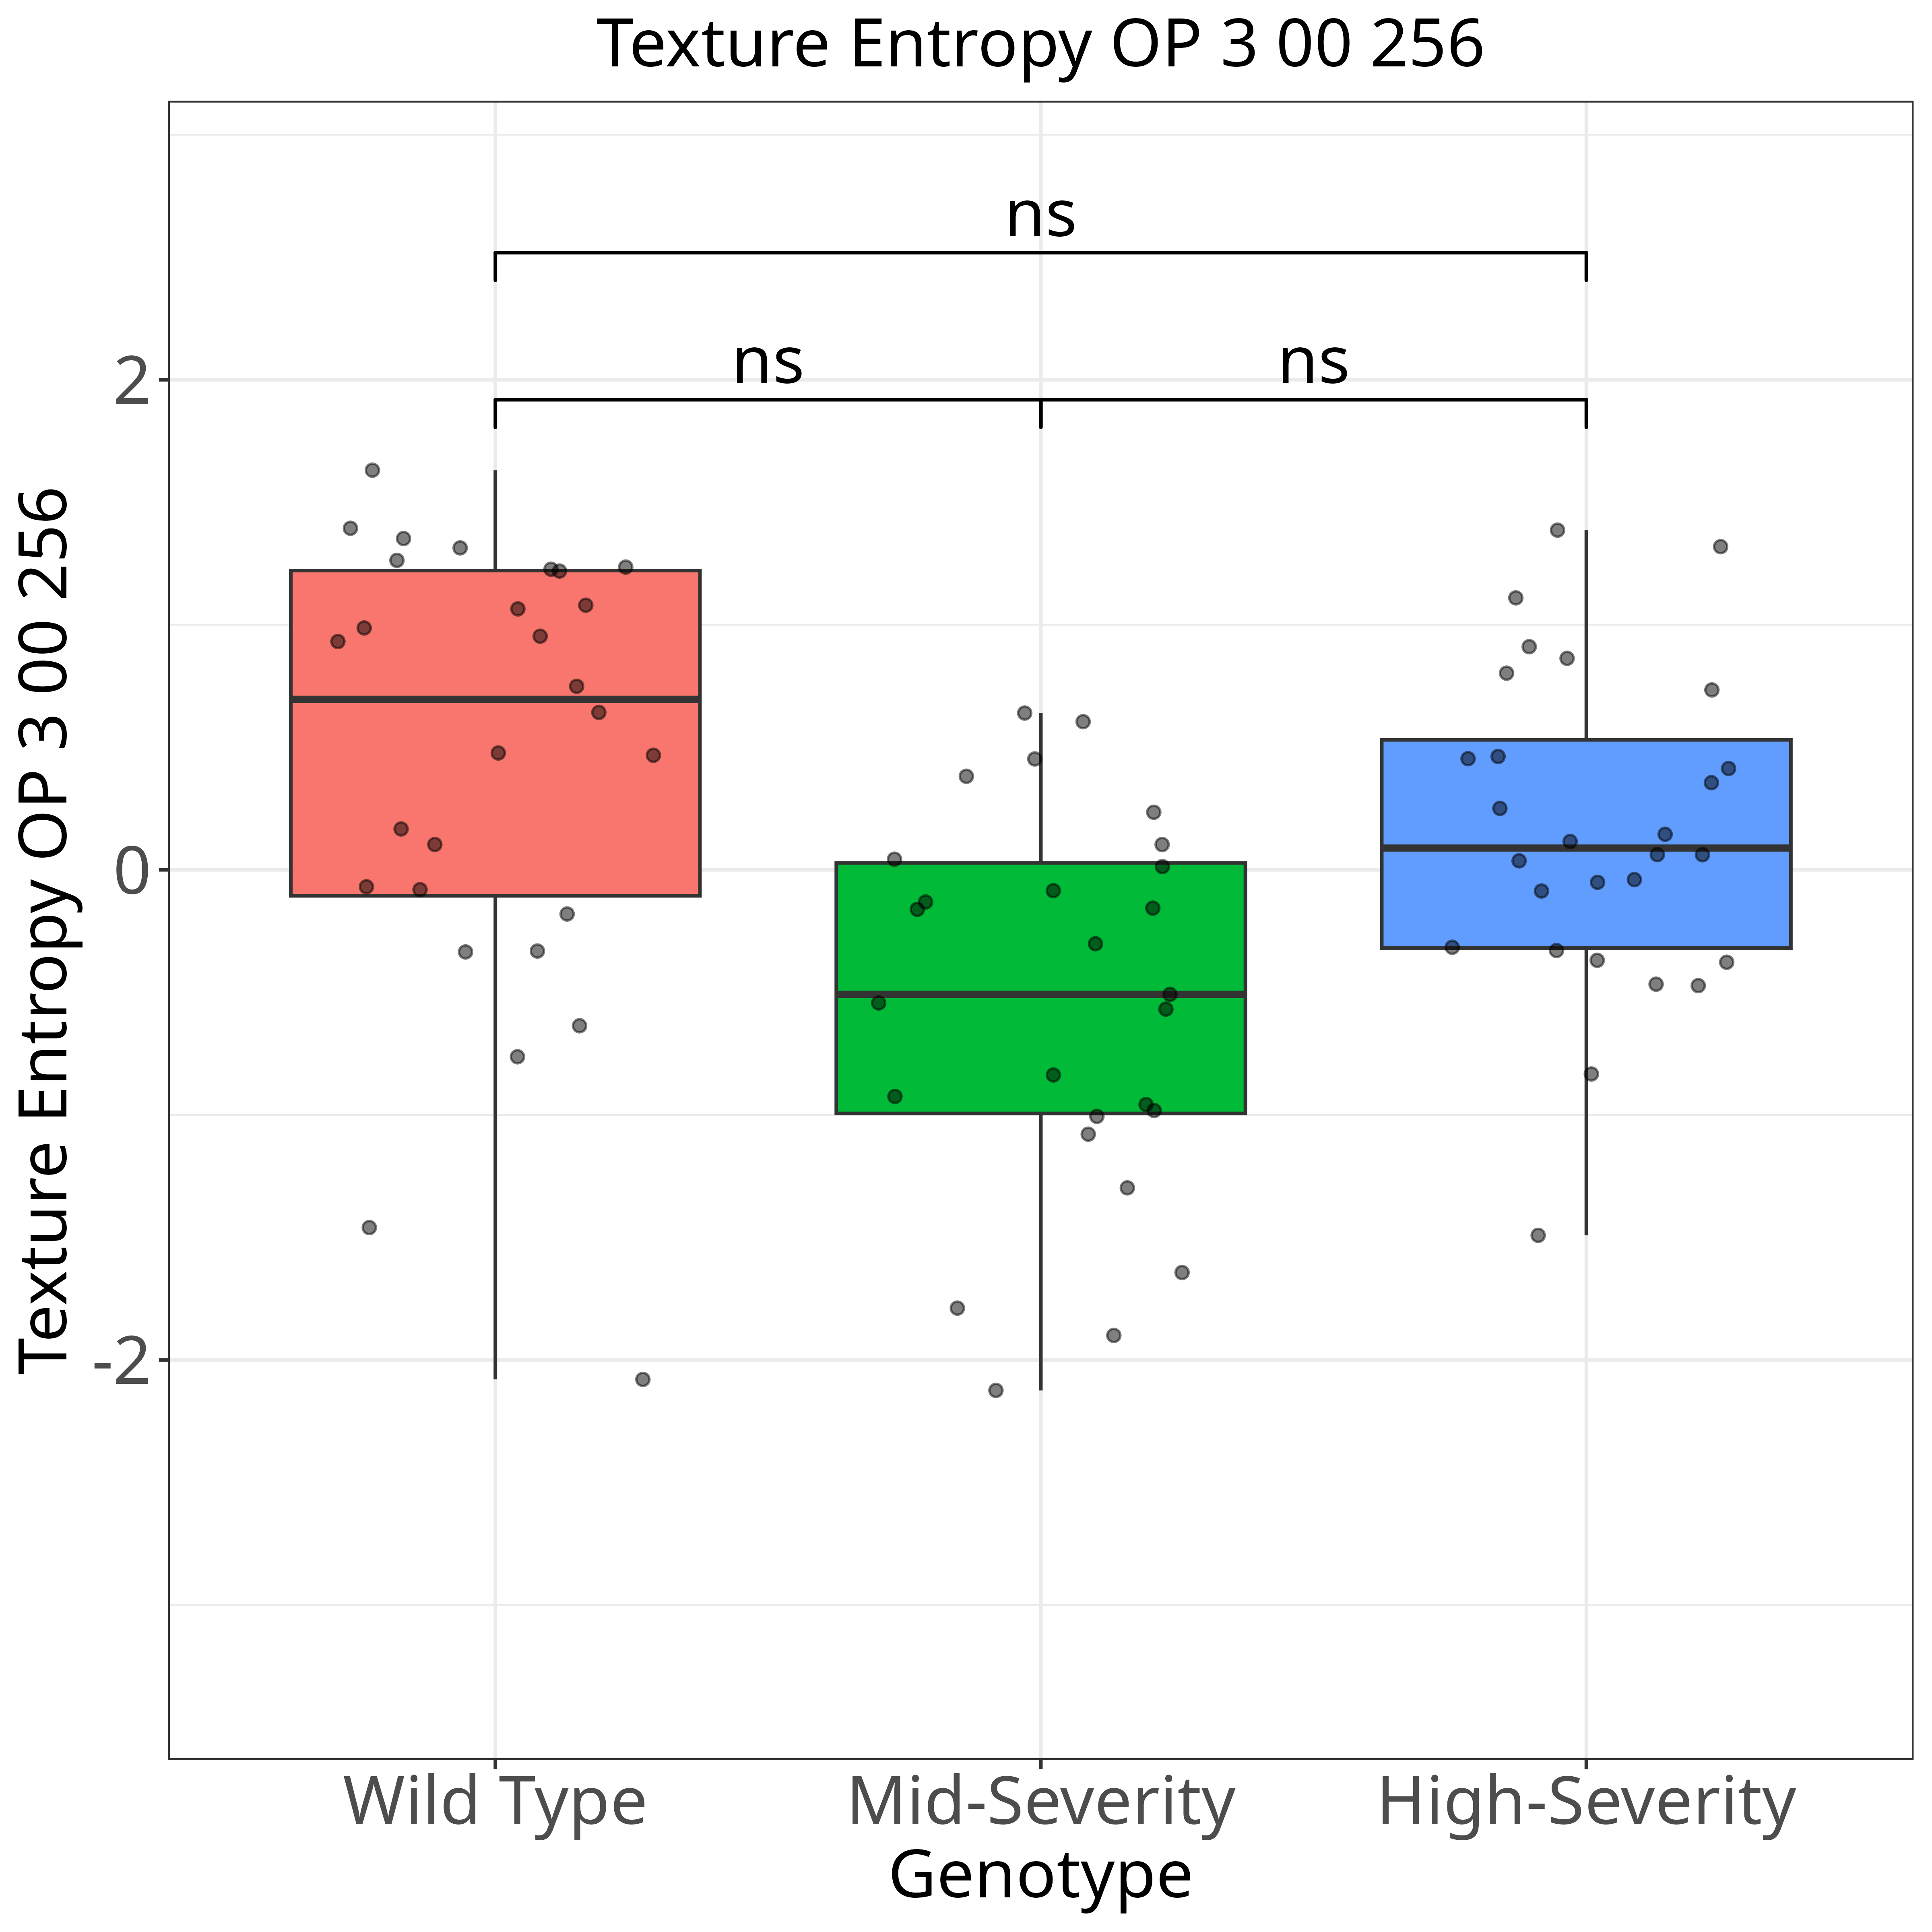 Texture Entropy OP 3 00 256
Texture Entropy OP 3 00 256
ns
ns
ns
2
0
-2
Wild Type
Mid-Severity
High-Severity
Genotype